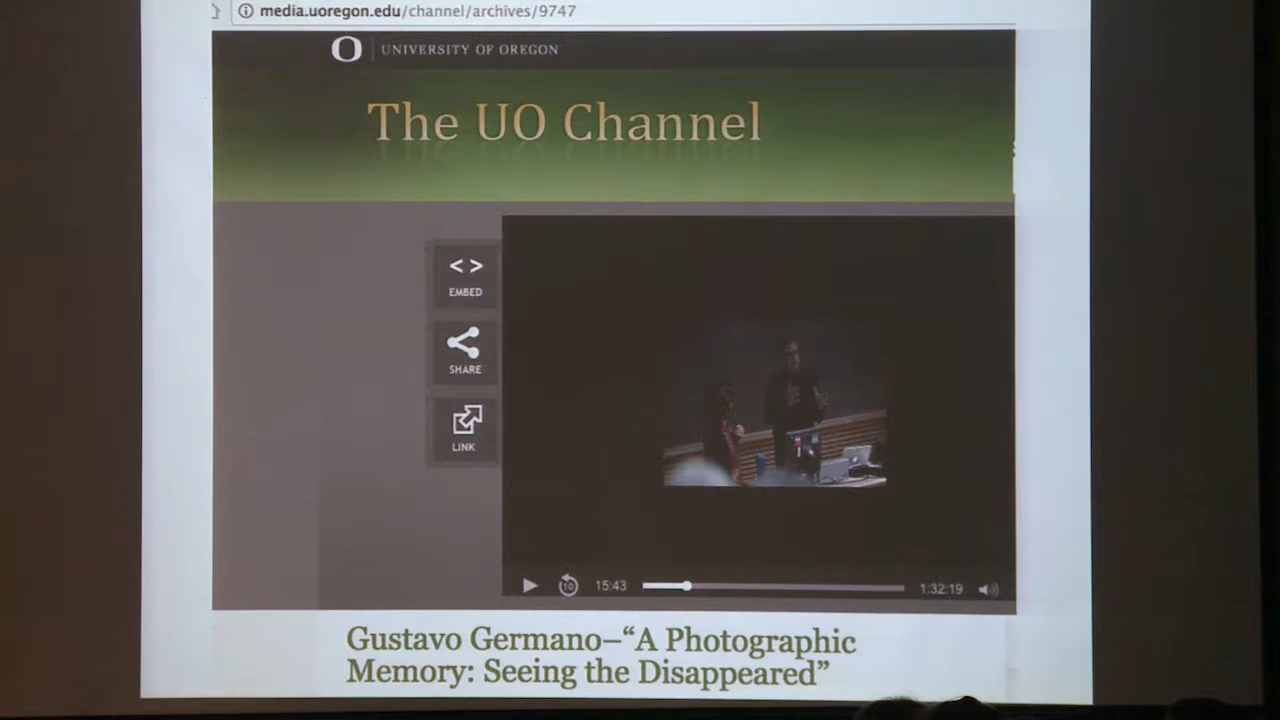 media.uoregon.edu/channel/archives/9747
O UNIVERSITY OF OREGON
The UO Channel
< >
EMBED
SHARE
LINK
10 15:43 1:32:19
Gustavo Germano–“A Photographic
Memory: Seeing the Disappeared”